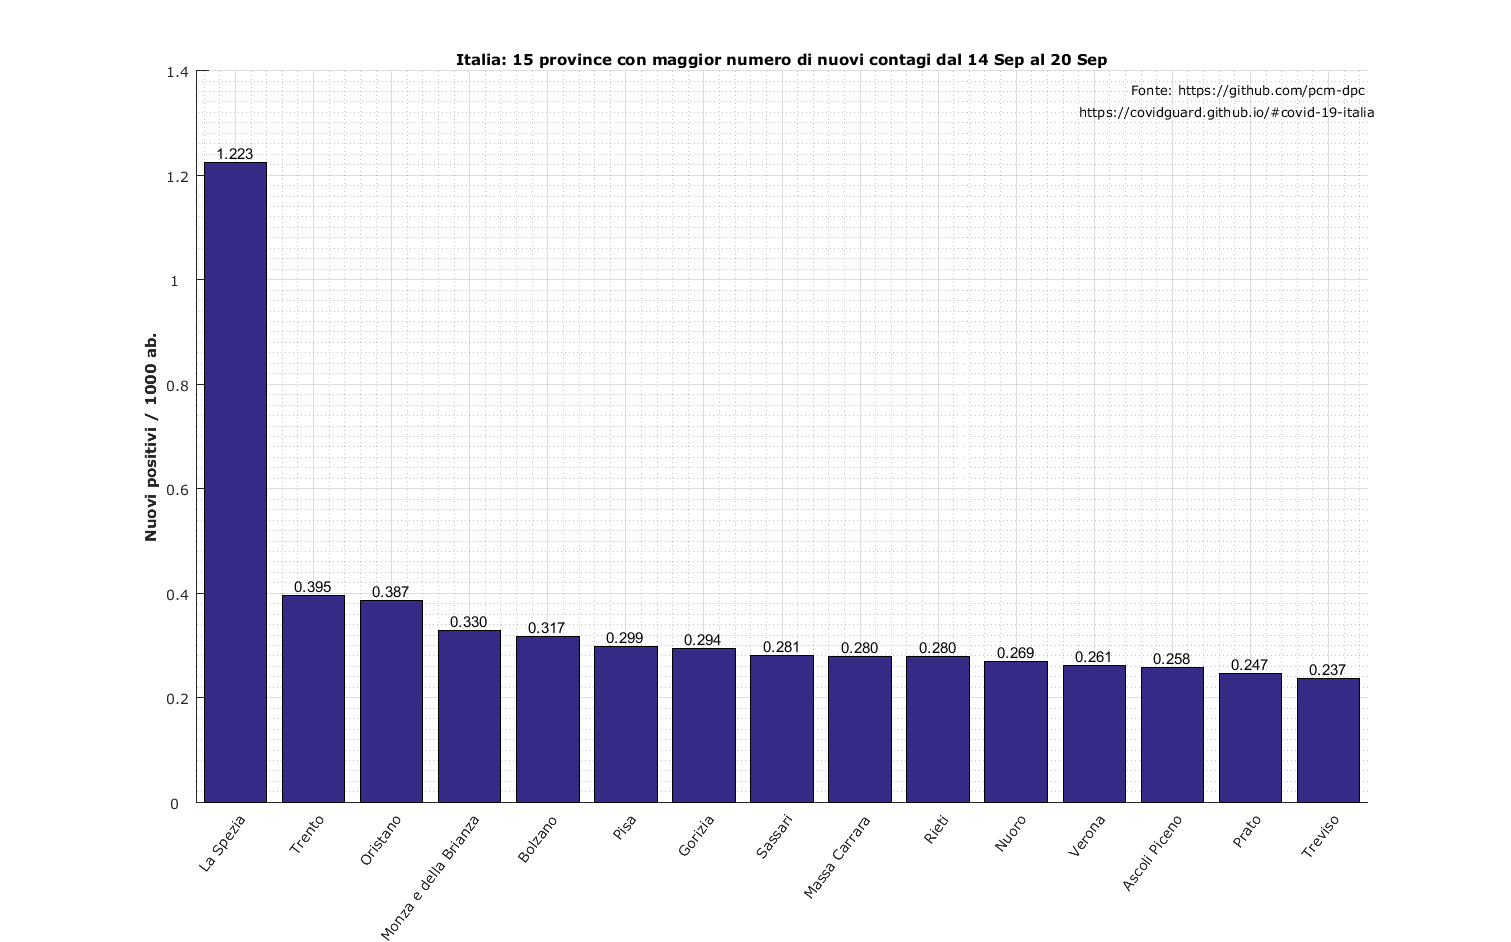 Italia: 15 province con maggior numero di nuovi contagi dal 14 Sep al 20 Sep
Fonte: https://github.com/pcm-dpc
https://covidguard.github.io/#covid-19-italia
Nuovi positivi / 1000 ab.
1.4
1.2
1
0.8
0.6
0.4
0.2
0
1.223
0.395
0.387
0.330
0.317
0.299
0.294
0.281
0.280
0.280
0.269
0.261
0.258
0.247
0.237
La Spezia
Trento
Oristano
Monza e della Brianza
Bolzano
Pisa
Gorizia
Sassari
Massa Carrara
Rieti
Nuoro
Verona
Ascoli Piceno
Prato
Treviso